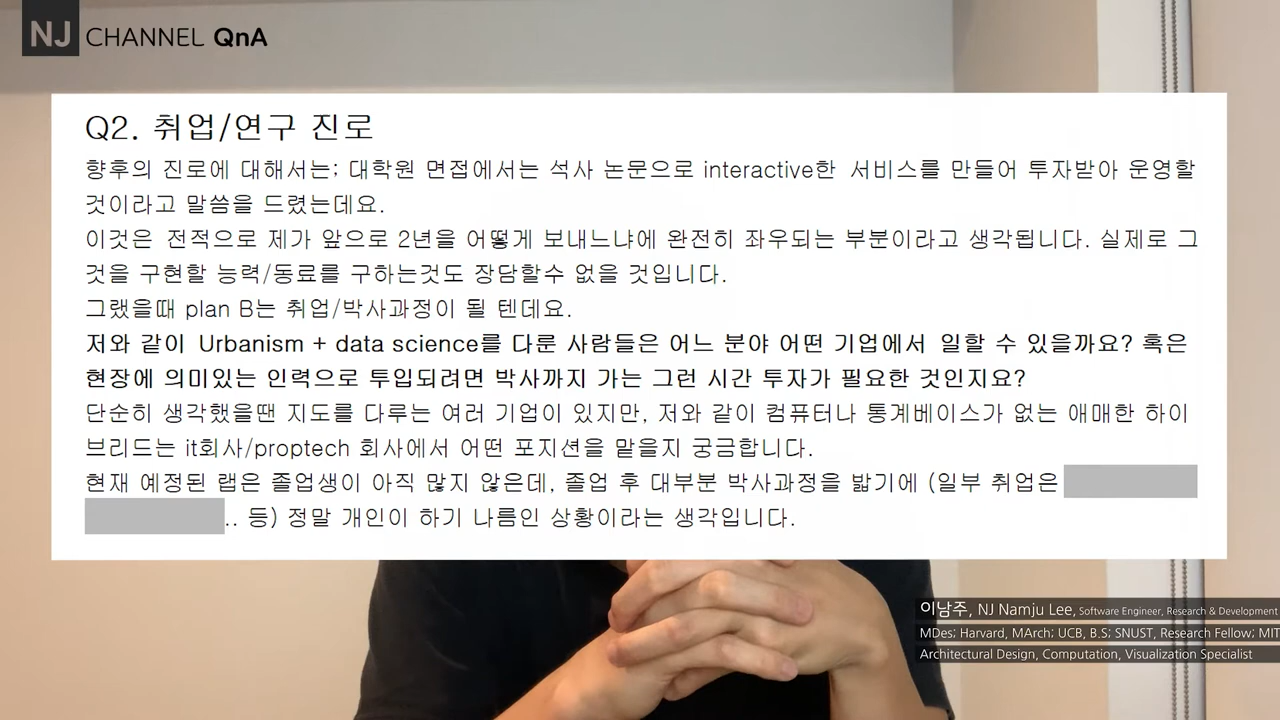 NJ CHANNEL QnA
Q2. 취업/연구 진로
향후의 진로에 대해서는; 대학원 면접에서는 석사 논문으로 interactive한 서비스를 만들어 투자받아 운영할
것이라고 말씀을 드렸는데요.
이것은 전적으로 제가 앞으로 2년을 어떻게 보내느냐에 완전히 좌우되는 부분이라고 생각됩니다. 실제로 그
것을 구현할 능력/동료를 구하는것도 장담할수 없을 것입니다.
그랬을때 plan B는 취업/박사과정이 될 텐데요.
저와 같이 Urbanism + data science를 다룬 사람들은 어느 분야 어떤 기업에서 일할 수 있을까요? 혹은
현장에 의미있는 인력으로 투입되려면 박사까지 가는 그런 시간 투자가 필요한 것인지요?
단순히 생각했을땐 지도를 다루는 여러 기업이 있지만, 저와 같이 컴퓨터나 통계베이스가 없는 애매한 하이
브리드는 it회사/proptech 회사에서 어떤 포지션을 맡을지 궁금합니다.
현재 예정된 랩은 졸업생이 아직 많지 않은데, 졸업 후 대부분 박사과정을 밟기에 (일부 취업은
.. 등) 정말 개인이 하기 나름인 상황이라는 생각입니다.
이남주, NJ Namju Lee, Software Engineer, Research & Development
MDes; Harvard, MArch; UCB, B.S; SNUST, Research Fellow; MIT
Architectural Design, Computation, Visualization Specialist